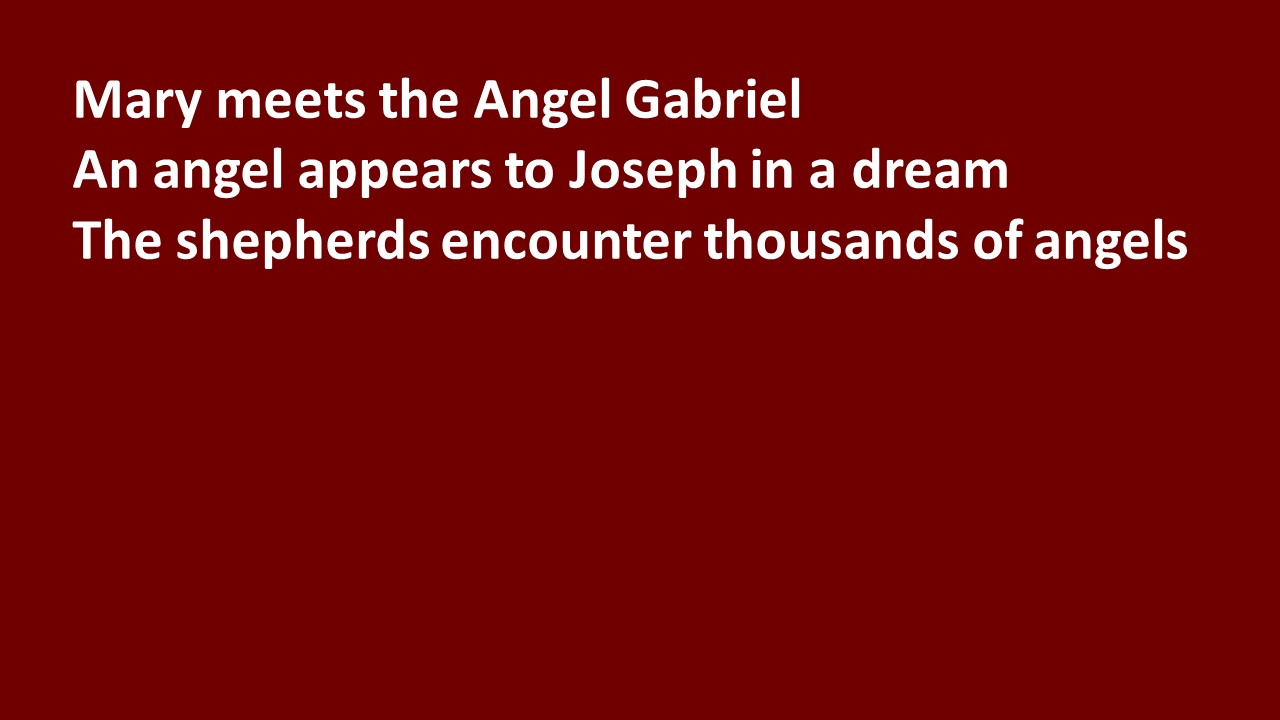 Mary meets the Angel Gabriel
An angel appears to Joseph in a dream
The shepherds encounter thousands of angels